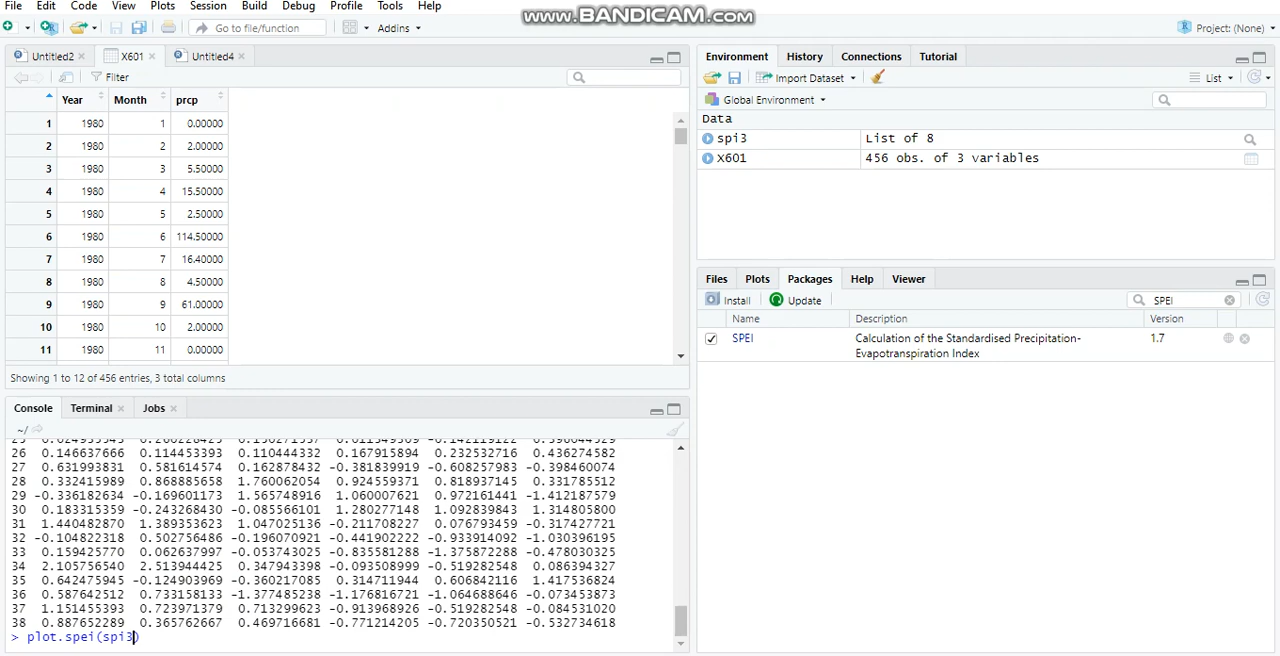 File Edit Code View Plots Session Build Debug Profile Tools Help
www.BANDICAM.com
Go to file/function Addins Project: (None)
Untitled2 X601 Untitled4
Filter
Year Month prcp
1 1980 1 0.00000
2 1980 2 2.00000
3 1980 3 5.50000
4 1980 4 15.50000
5 1980 5 2.50000
6 1980 6 114.50000
7 1980 7 16.40000
8 1980 8 4.50000
9 1980 9 61.00000
10 1980 10 2.00000
11 1980 11 0.00000
Showing 1 to 12 of 456 entries, 3 total columns
Console Terminal Jobs
~/
26 0.146637666 0.114453393 0.110444332 0.167915894 0.232532716 0.436274582
27 0.631993831 0.581614574 0.162878432 -0.381839919 -0.608257983 -0.398460074
28 0.332415989 0.868885658 1.760062054 0.924559371 0.818937145 0.331785512
29 -0.336182634 -0.169601173 1.565748916 1.060007621 0.972161441 -1.412187579
30 0.183315359 -0.243268430 -0.085566101 1.280277148 1.092839843 1.314805800
31 1.440482870 1.389353623 1.047025136 -0.211708227 0.076793459 -0.317427721
32 -0.104822318 0.502756486 -0.196070921 -0.441902222 -0.933914092 -1.030396195
33 0.159425770 0.062637997 -0.053743025 -0.835581288 -1.375872288 -0.478030325
34 2.105756540 2.513944425 0.347943398 -0.093508999 -0.519282548 0.086394327
35 0.642475945 -0.124903969 -0.360217085 0.314711944 0.606842116 1.417536824
36 0.587642512 0.733158133 -1.377485238 -1.176816721 -1.064688646 -0.073453873
37 1.151455393 0.723971379 0.713299623 -0.913968926 -0.519282548 -0.084531020
38 0.887652289 0.365762667 0.469716681 -0.771214205 -0.720350521 -0.532734618
> plot.spei(spi3)
Environment History Connections Tutorial
Import Dataset List
Global Environment
Data
spi3 List of 8
X601 456 obs. of 3 variables
Files Plots Packages Help Viewer
Install Update SPEI
Name Description Version
SPEI Calculation of the Standardised Precipitation- 1.7
Evapotranspiration Index